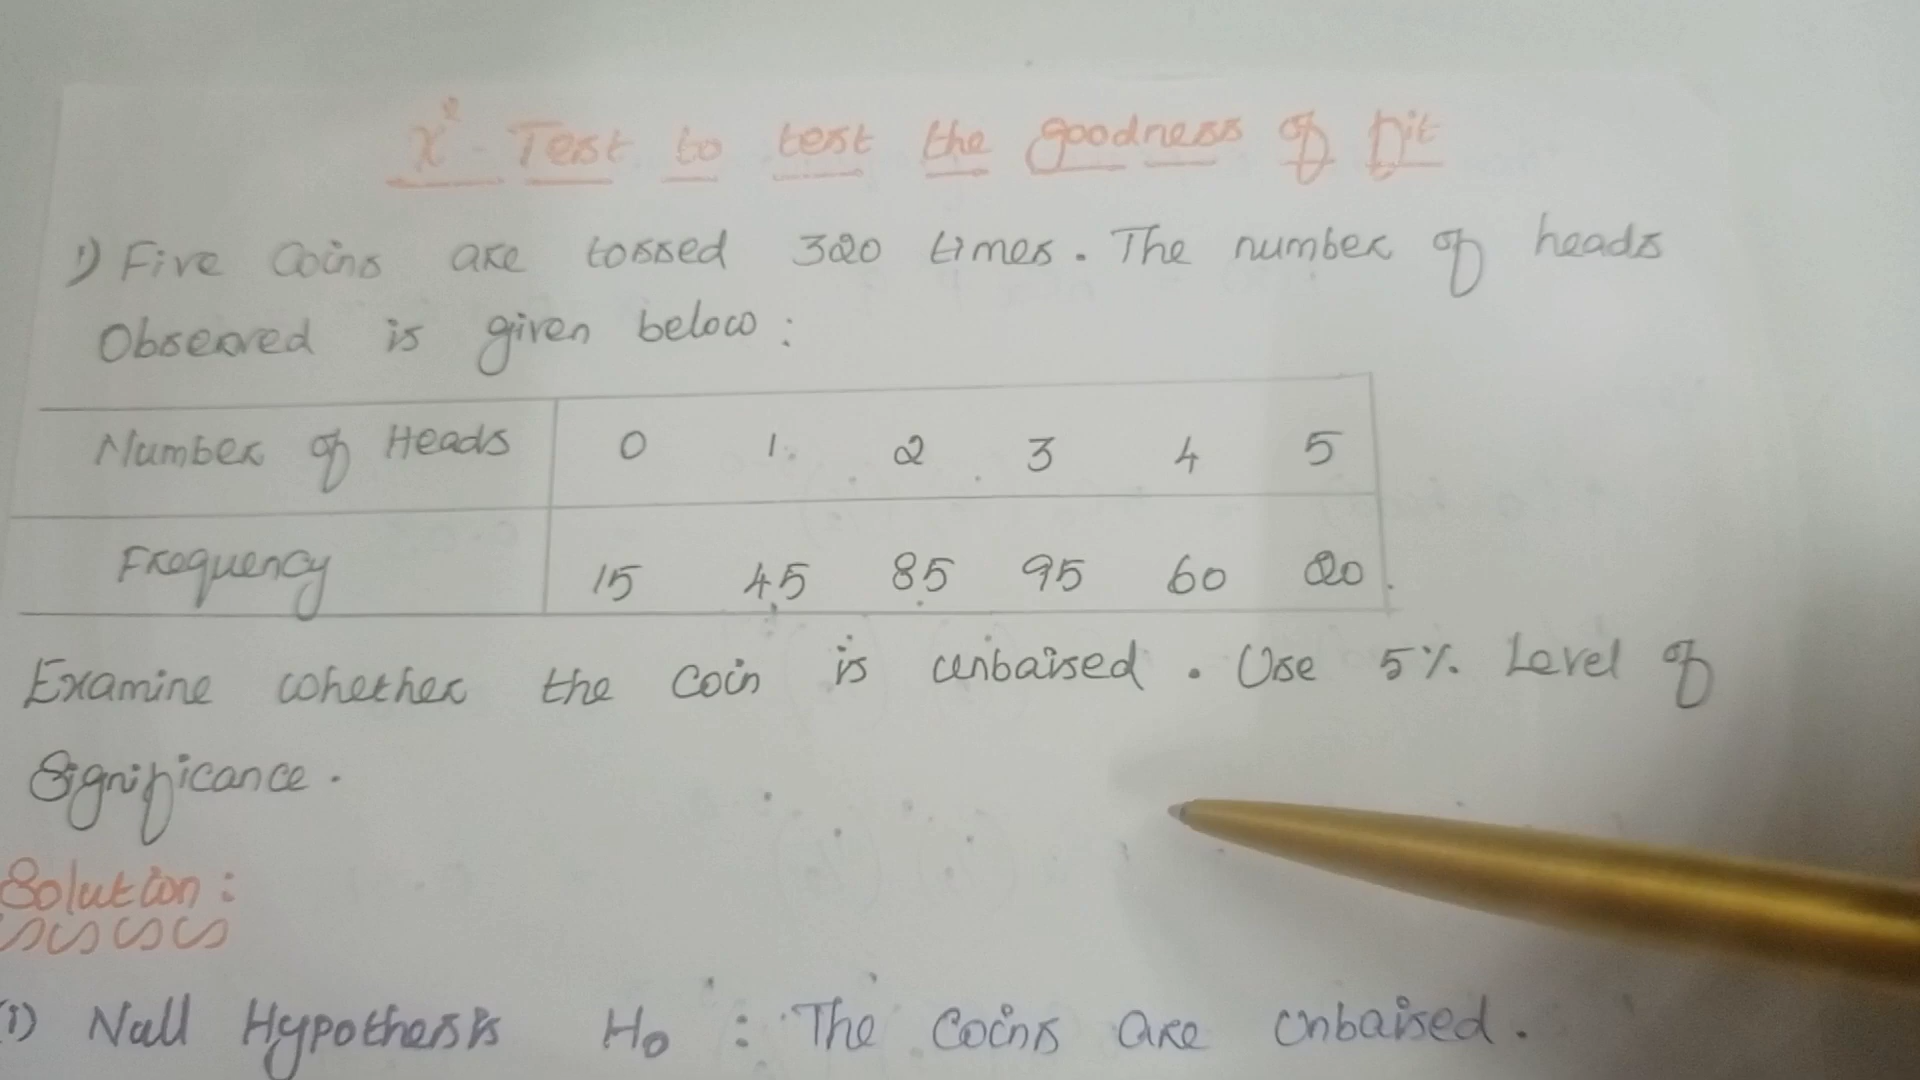 χ² - Test to test the goodness of fit
1) Five Coins are tossed 320 times. The number of heads
Observed is given below:
Number of Heads 0 1 2 3 4 5
Frequency 15 45 85 95 60 20
Examine whether the coin is unbaised. Use 5% Level of
Significance.
Solution:
(i) Null Hypothesis H₀ : The Coins are Unbaised.